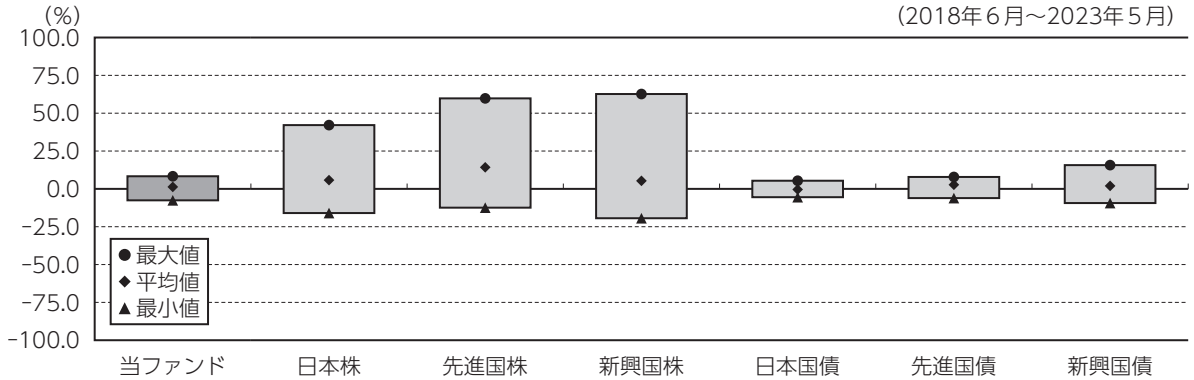 (%)
(2018年6月~2023年5月)
100.0
75.0
50.0
25.0
0.0
-25.0
-50.0
-75.0
-100.0
●最大値
◆平均値
▲最小値
当ファンド 日本株 先進国株 新興国株 日本国債 先進国債 新興国債